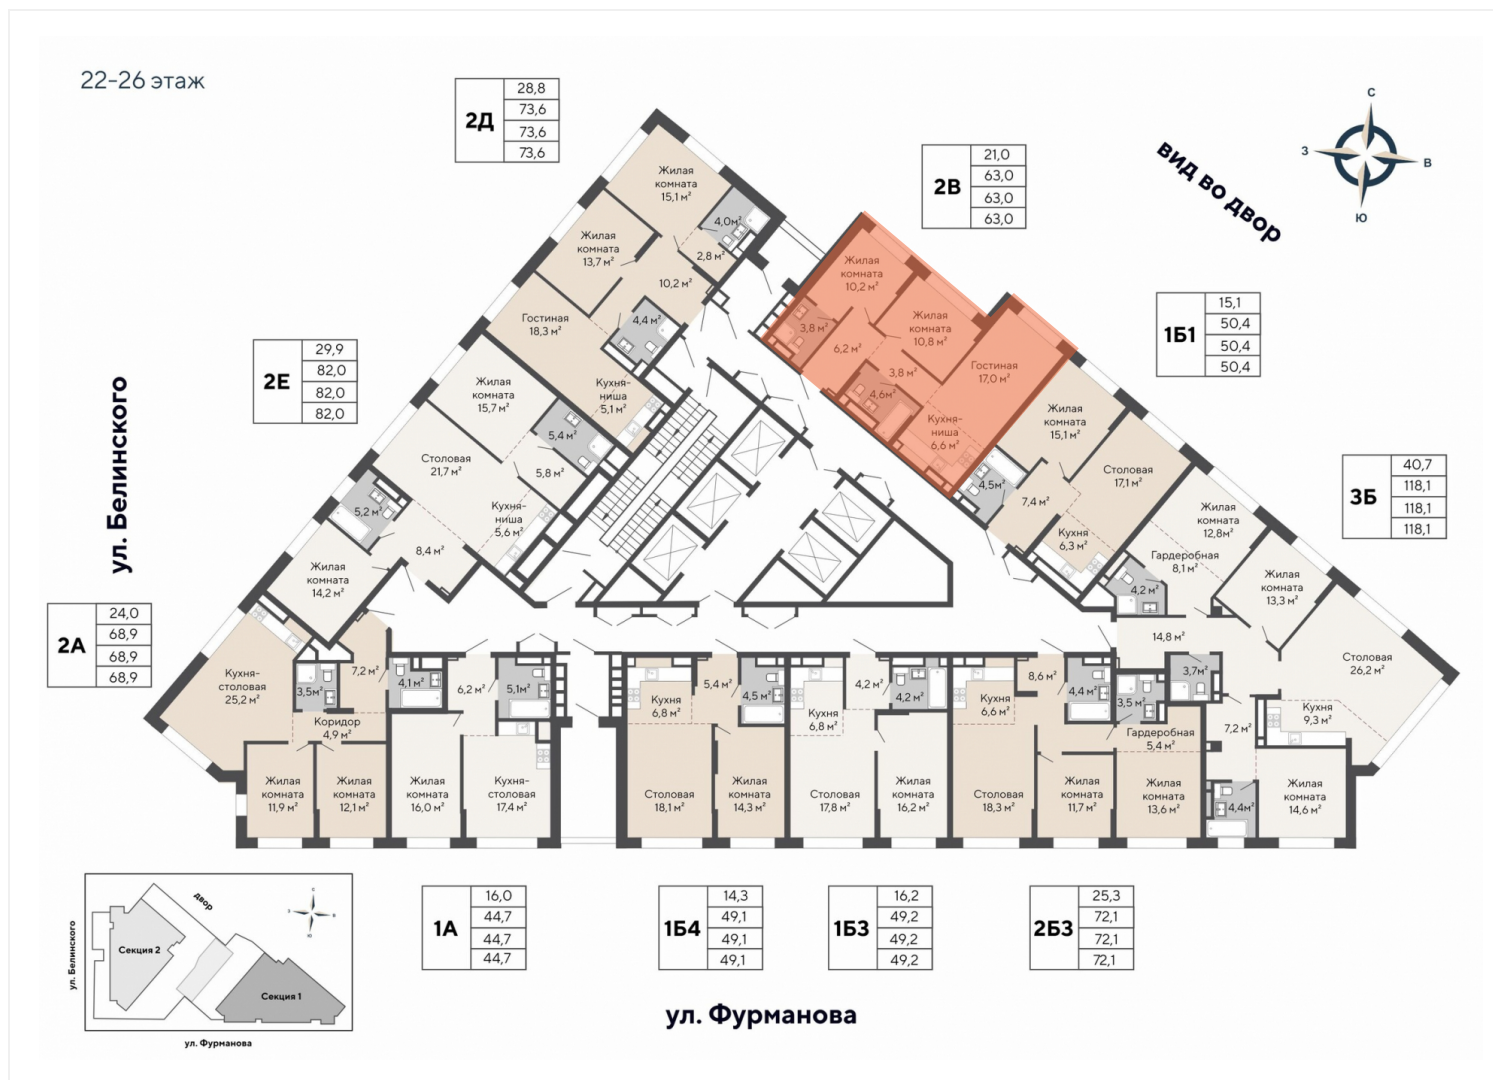 22-26 этаж
2Д
28,8
73,6
73,6
73,6
2В
21,0
63,0
63,0
63,0
С
З
В
Ю
вид во двор
1Б1
15,1
50,4
50,4
50,4
2Е
29,9
82,0
82,0
82,0
3Б
40,7
118,1
118,1
118,1
ул. Белинского
2А
24,0
68,9
68,9
68,9
Жилая
комната
15,1 м²
4,0м²
Жилая
комната
13,7 м²
2,8 м²
10,2 м²
Гостиная
18,3 м²
4,4 м²
Кухня-
ниша
5,1 м²
Жилая
комната
10,2 м²
3,8 м²
6,2 м²
Жилая
комната
10,8 м²
3,8 м²
4,6м²
Гостиная
17,0 м²
Кухня-
ниша
6,6 м²
Жилая
комната
15,7 м²
5,4 м²
Столовая
21,7 м²
5,8 м²
Кухня-
ниша
5,6 м²
5,2 м²
8,4 м²
Жилая
комната
14,2 м²
Жилая
комната
15,1 м²
Столовая
17,1 м²
4,5м²
7,4 м²
Кухня
6,3 м²
Жилая
комната
12,8м²
Гардеробная
8,1 м²
4,2 м²
Жилая
комната
13,3 м²
14,8 м²
3,7м²
Столовая
26,2 м²
Кухня
9,3 м²
7,2 м²
4,4м²
Жилая
комната
14,6 м²
Кухня-
столовая
25,2 м²
3,5м²
7,2 м²
Коридор
4,9 м²
Жилая
комната
11,9 м²
Жилая
комната
12,1 м²
4,1 м²
6,2 м²
5,1м²
Жилая
комната
16,0 м²
Кухня-
столовая
17,4 м²
Кухня
6,8 м²
5,4 м²
4,5 м²
Столовая
18,1 м²
Жилая
комната
14,3 м²
Кухня
6,8 м²
4,2 м²
4,2 м²
Столовая
17,8 м²
Жилая
комната
16,2 м²
Кухня
6,6 м²
8,6 м²
4,4 м²
Столовая
18,3 м²
Жилая
комната
11,7 м²
3,5 м²
Гардеробная
5,4 м²
Жилая
комната
13,6 м²
1А
16,0
44,7
44,7
44,7
1Б4
14,3
49,1
49,1
49,1
1Б3
16,2
49,2
49,2
49,2
2Б3
25,3
72,1
72,1
72,1
ул. Фурманова
двор
ул. Белинского
Секция 2
Секция 1
С
З
В
Ю
ул. Фурманова